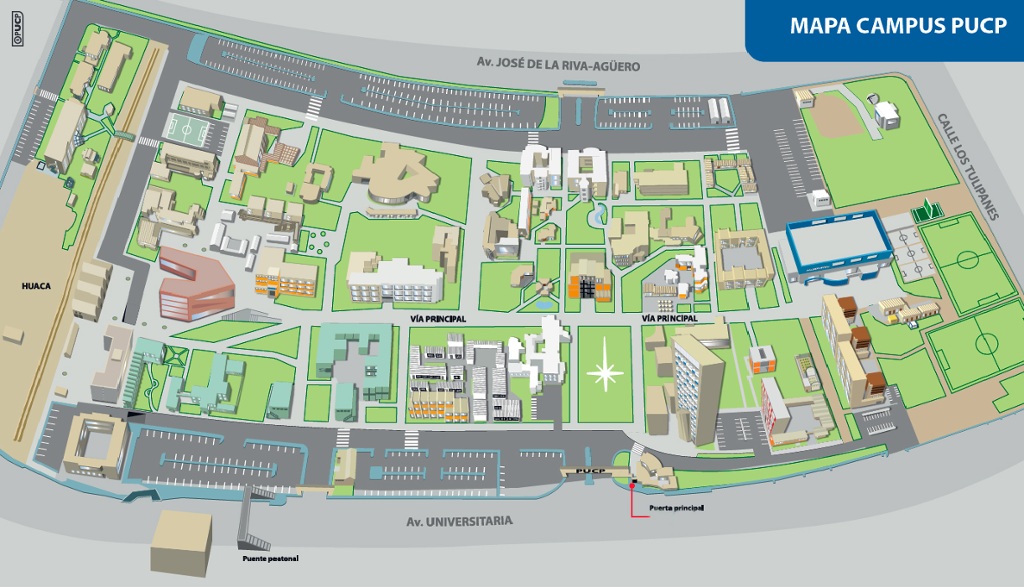 ©PUCP
MAPA CAMPUS PUCP
Av. JOSÉ DE LA RIVA-AGÜERO
CALLE LOS TULIPANES
HUACA
VÍA PRINCIPAL
VÍA PRINCIPAL
PUCP
Puerta principal
Av. UNIVERSITARIA
Puente peatonal